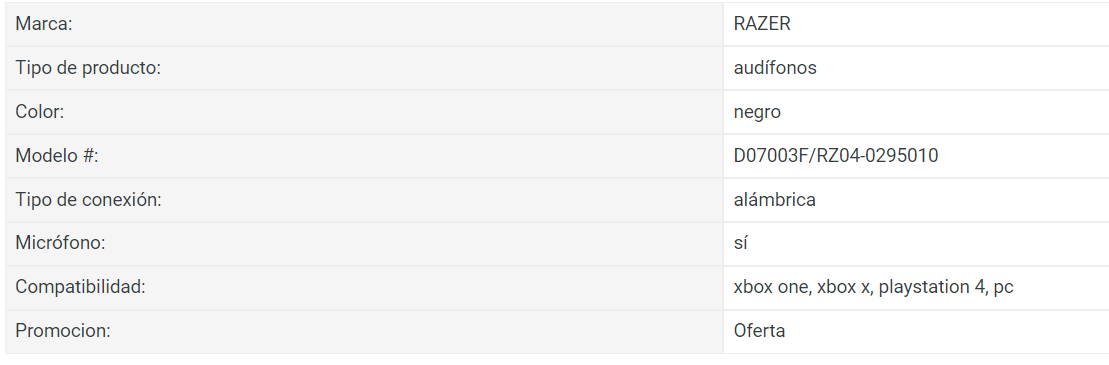 Marca: RAZER
Tipo de producto: audífonos
Color: negro
Modelo #: D07003F/RZ04-0295010
Tipo de conexión: alámbrica
Micrófono: sí
Compatibilidad: xbox one, xbox x, playstation 4, pc
Promocion: Oferta